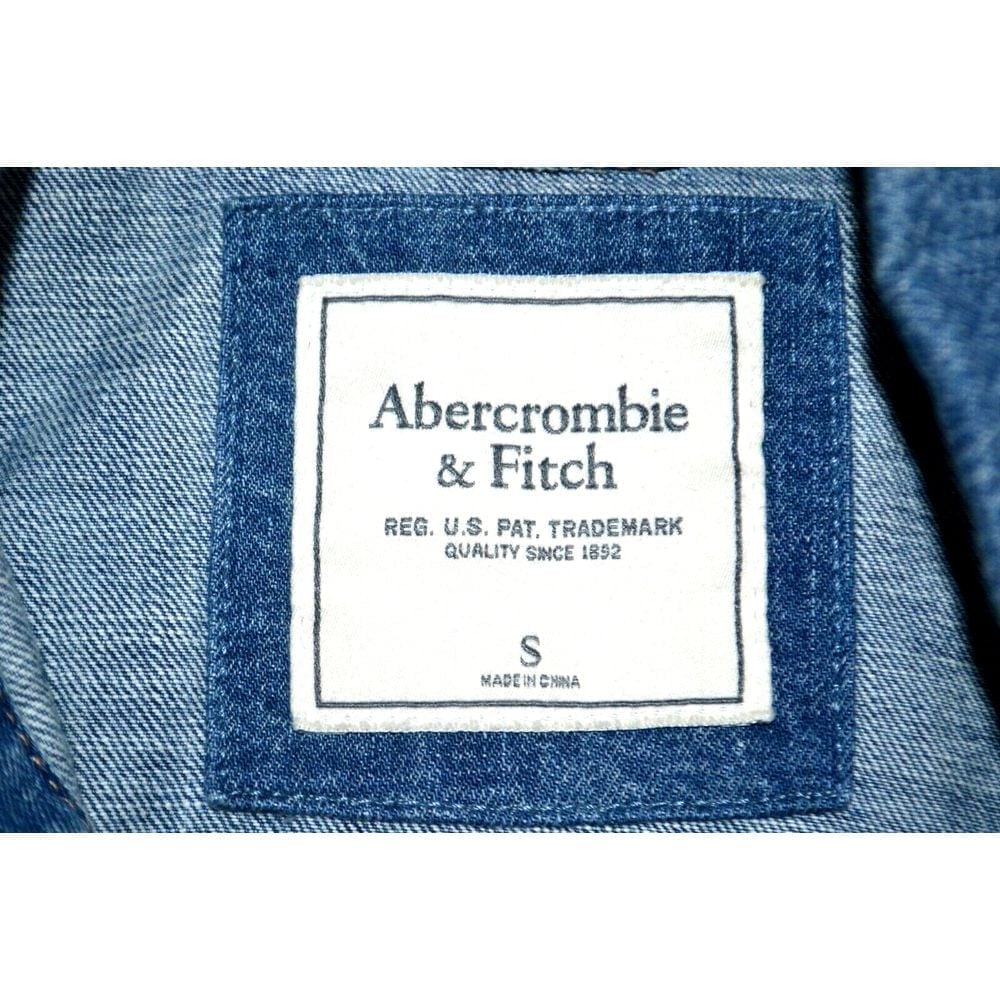 Abercrombie
& Fitch
REG. U.S. PAT. TRADEMARK
QUALITY SINCE 1892
S
MADE IN CHINA